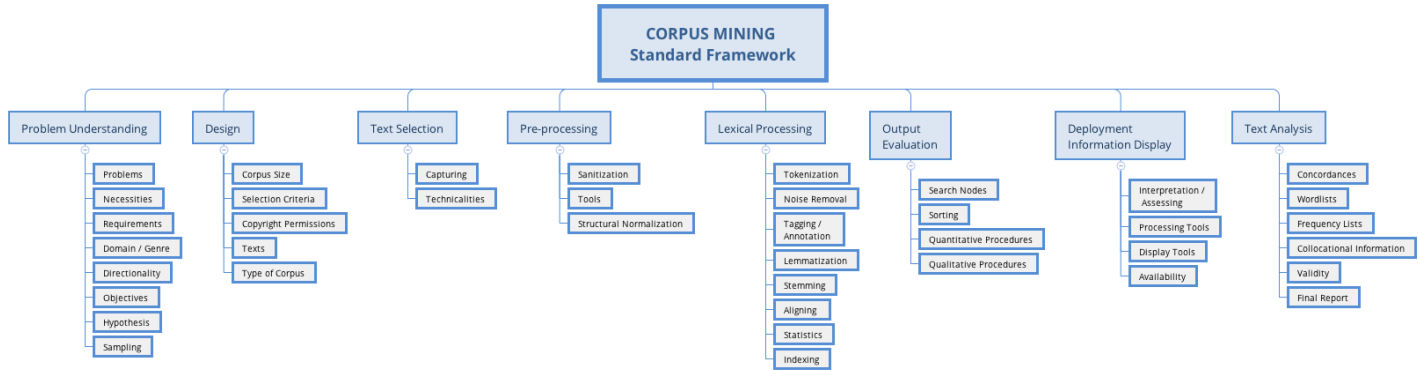 CORPUS MINING
Standard Framework
Problem Understanding
Problems
Necessities
Requirements
Domain / Genre
Directionality
Objectives
Hypothesis
Sampling
Design
Corpus Size
Selection Criteria
Copyright Permissions
Texts
Type of Corpus
Text Selection
Capturing
Technicalities
Pre-processing
Sanitization
Tools
Structural Normalization
Lexical Processing
Tokenization
Noise Removal
Tagging /
Annotation
Lemmatization
Stemming
Aligning
Statistics
Indexing
Output
Evaluation
Search Nodes
Sorting
Quantitative Procedures
Qualitative Procedures
Deployment
Information Display
Interpretation /
Assessing
Processing Tools
Display Tools
Availability
Text Analysis
Concordances
Wordlists
Frequency Lists
Collocational Information
Validity
Final Report